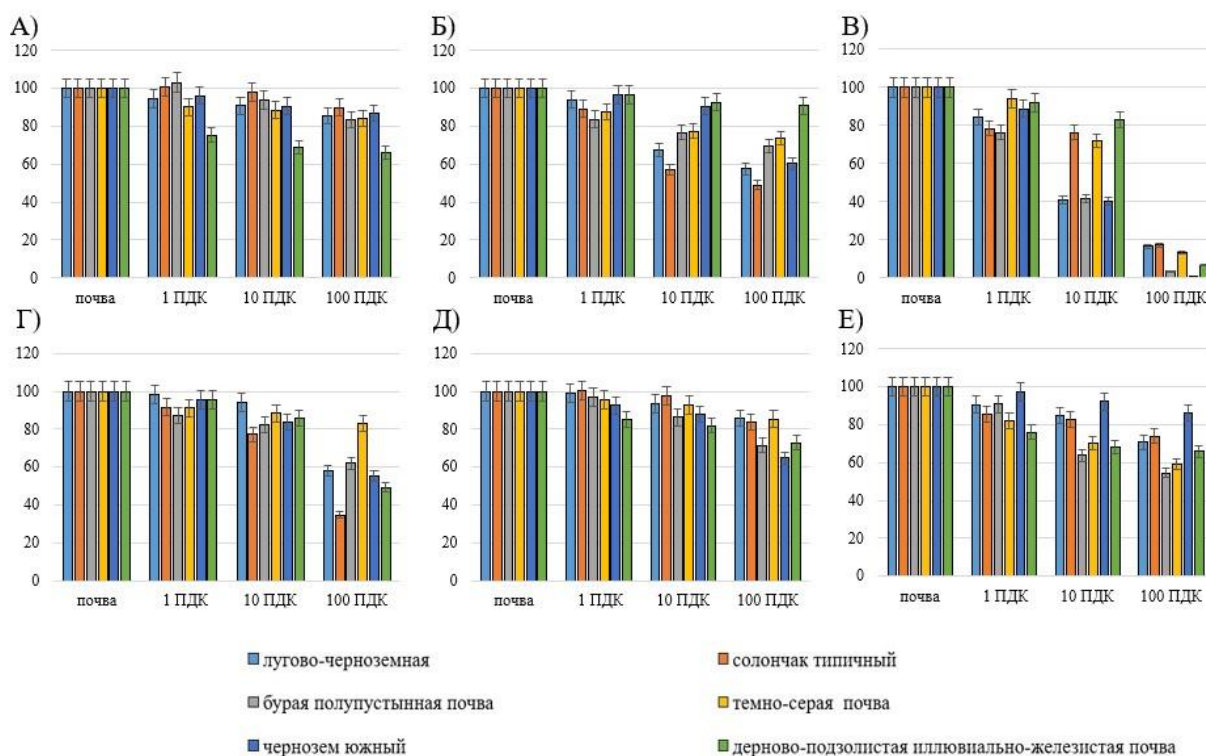 А)
120
100
80
60
40
20
0
почва 1 ПДК 10 ПДК 100 ПДК
Б)
120
100
80
60
40
20
0
почва 1 ПДК 10 ПДК 100 ПДК
В)
120
100
80
60
40
20
0
почва 1 ПДК 10 ПДК 100 ПДК
Г)
120
100
80
60
40
20
0
почва 1 ПДК 10 ПДК 100 ПДК
Д)
120
100
80
60
40
20
0
почва 1 ПДК 10 ПДК 100 ПДК
Е)
120
100
80
60
40
20
0
почва 1 ПДК 10 ПДК 100 ПДК
лугово-черноземная
солончак типичный
бурая полупустынная почва
темно-серая почва
чернозем южный
дерново-подзолистая иллювиально-железистая почва